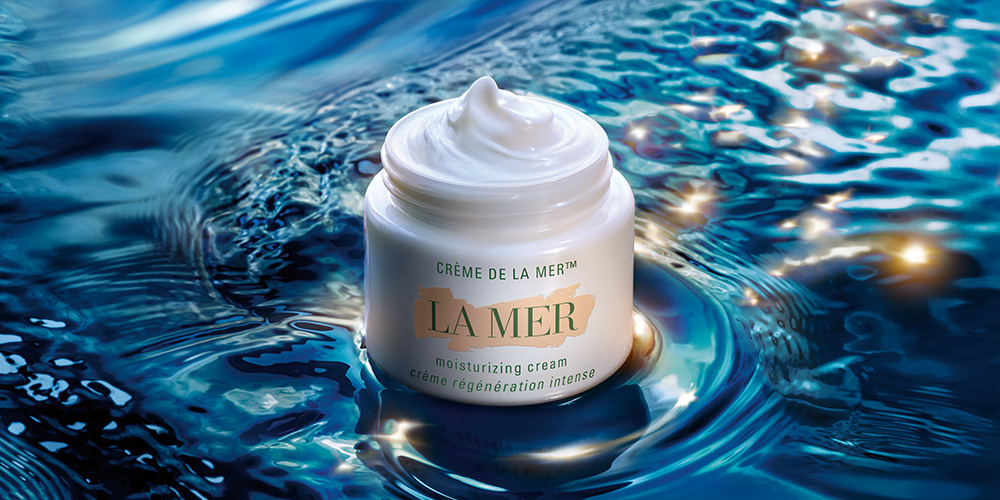 CRÈME DE LA MER™
LA MER
moisturizing cream
crème régénération intense